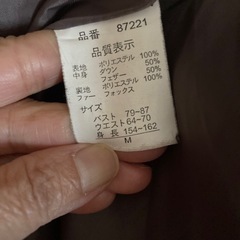 品番 87221
品質表示
表地 ポリエステル 100%
中身 ダウン 50%
フェザー 50%
裏地 ポリエステル 100%
ファー フォックス
サイズ
バスト 79-87
ウエスト 64-70
身長 154-162
M